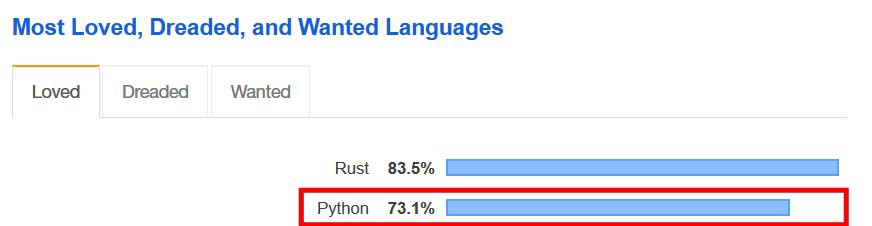 Most Loved, Dreaded, and Wanted Languages
Loved Dreaded Wanted
Rust 83.5%
Python 73.1%